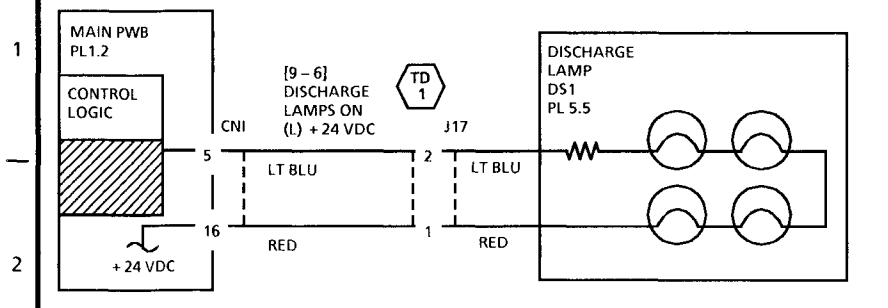 1
MAIN PWB
PL1.2
CONTROL
LOGIC
[9 – 6]
DISCHARGE
LAMPS ON
(L) +24 VDC
TD
1
CNI
J17
DISCHARGE
LAMP
DS1
PL 5.5
5
LT BLU
2
LT BLU
16
RED
1
RED
+24 VDC
2